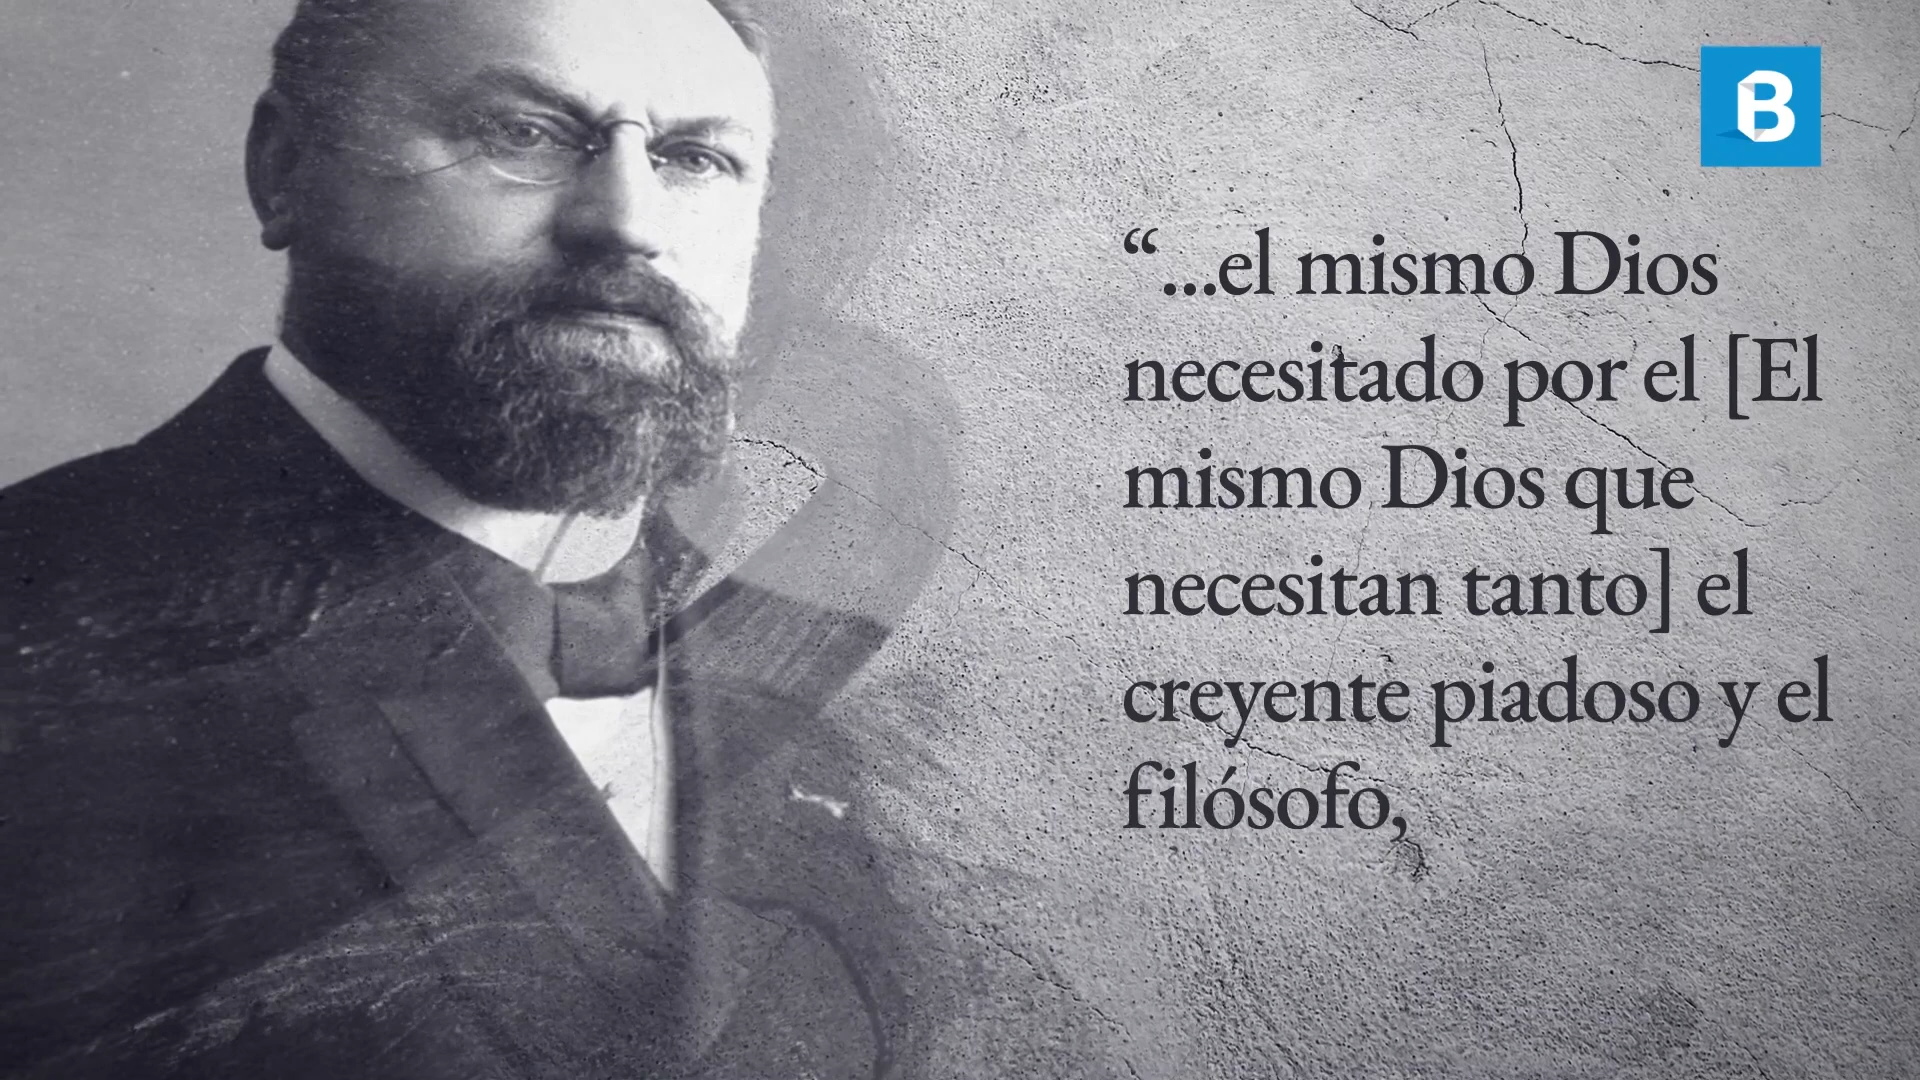 B
“...el mismo Dios
necesitado por el [El
mismo Dios que
necesitan tanto] el
creyente piadoso y el
filósofo,